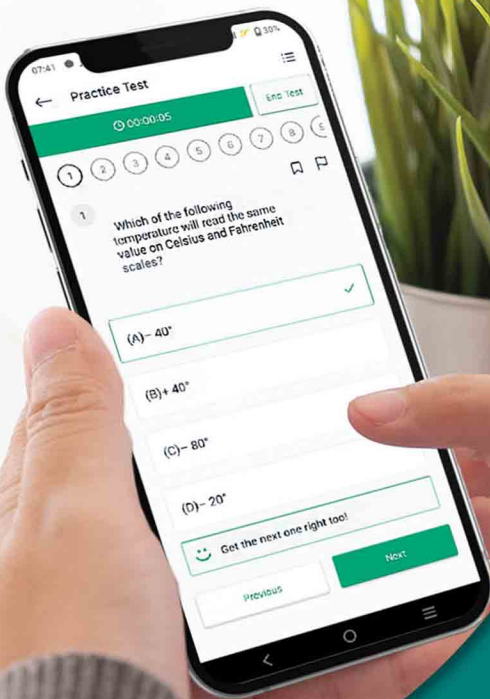 07:41 30%
Practice Test
00:00:05 End Test
1 2 3 4 5 6 7 8
1
Which of the following
temperature will read the same
value on Celsius and Fahrenheit
scales?
(A)– 40°
(B)+ 40°
(C)– 80°
(D)– 20°
Get the next one right too!
Previous Next